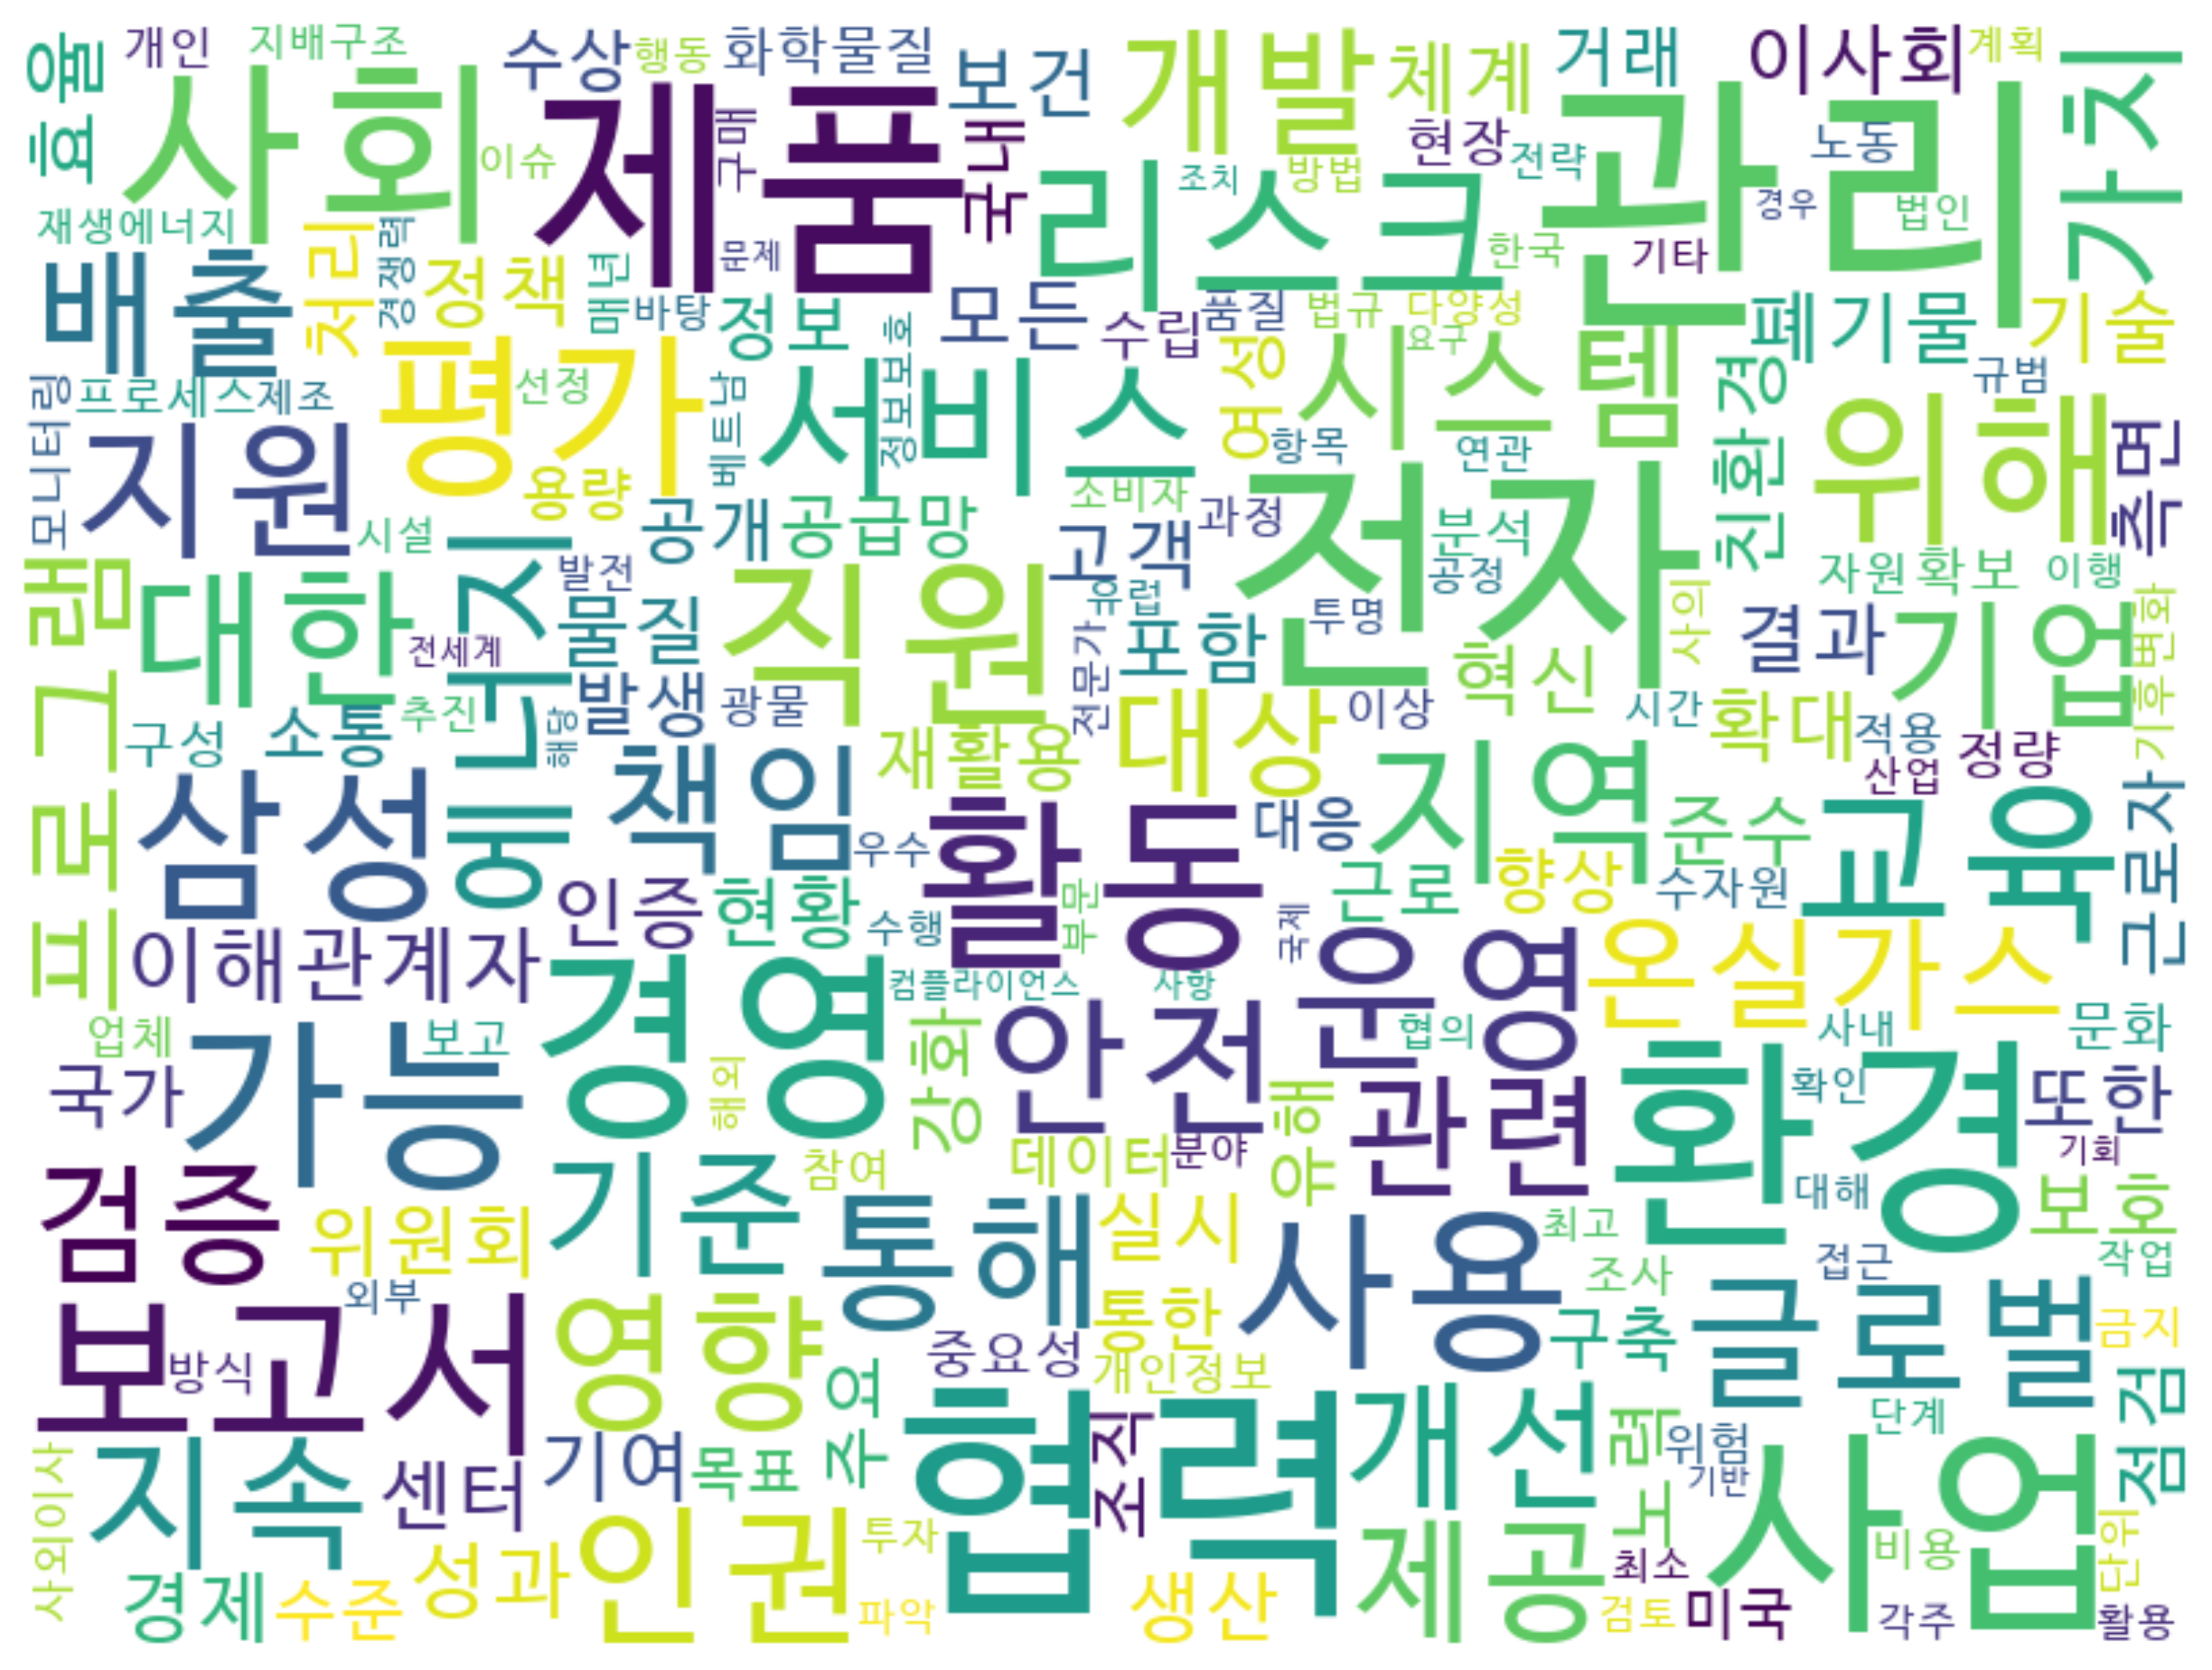 개인
지배구조
수상
행동
화학물질
보건
개발
체계
거래
이사회
계획
효율
사회
제품
구매
국내
이슈
리스크
조치
방법
현장
전략
관리
노동
경우
법인
가치
재생에너지
처리
경쟁력
문제
한국
기타
배출
정책
매년
바탕
정보
모든
수립
품질
법규
다양성
요구
폐기물
기술
모니터링
프로세스
제조
평가
선정
베트남
서비스
정보보호
여성
시스템
항목
연관
친환경
규범
위해
측면
지원
용량
시설
공개
공급망
소비자
고객
과정
전자
분석
공정
자원
확보
이행
프로그램
대한
에너지
발전
물질
직원
유럽
전문가
포함
투명
사의
결과
기업
기후변화
전세계
추진
해당
발생
광물
혁신
이상
시간
확대
적용
정량
산업
구성
소통
재활용
대상
지역
삼성
책임
우수
활동
대응
준수
교육
근로자
이해관계자
인증
현황
수행
부문
국제
근로
향상
수자원
온실가스
컴플라이언스
사항
운영
업체
보고
국가
가능
경영
해외
강화
안전
협의
사내
문화
환경
확인
또한
유해
관련
데이터
분야
기회
검증
위원회
기준
참여
통해
실시
사용
최고
대해
보호
외부
조사
접근
작업
보고서
방식
영향
주요
중요성
통한
개인정보
구축
글로벌
금지
점검
지속
센터
기여
목표
협력
조직
개선
노력
위험
기반
단계
사업
사외이사
경제
수준
성과
인권
투자
파악
생산
제공
최소
검토
미국
비용
각주
단위
활용